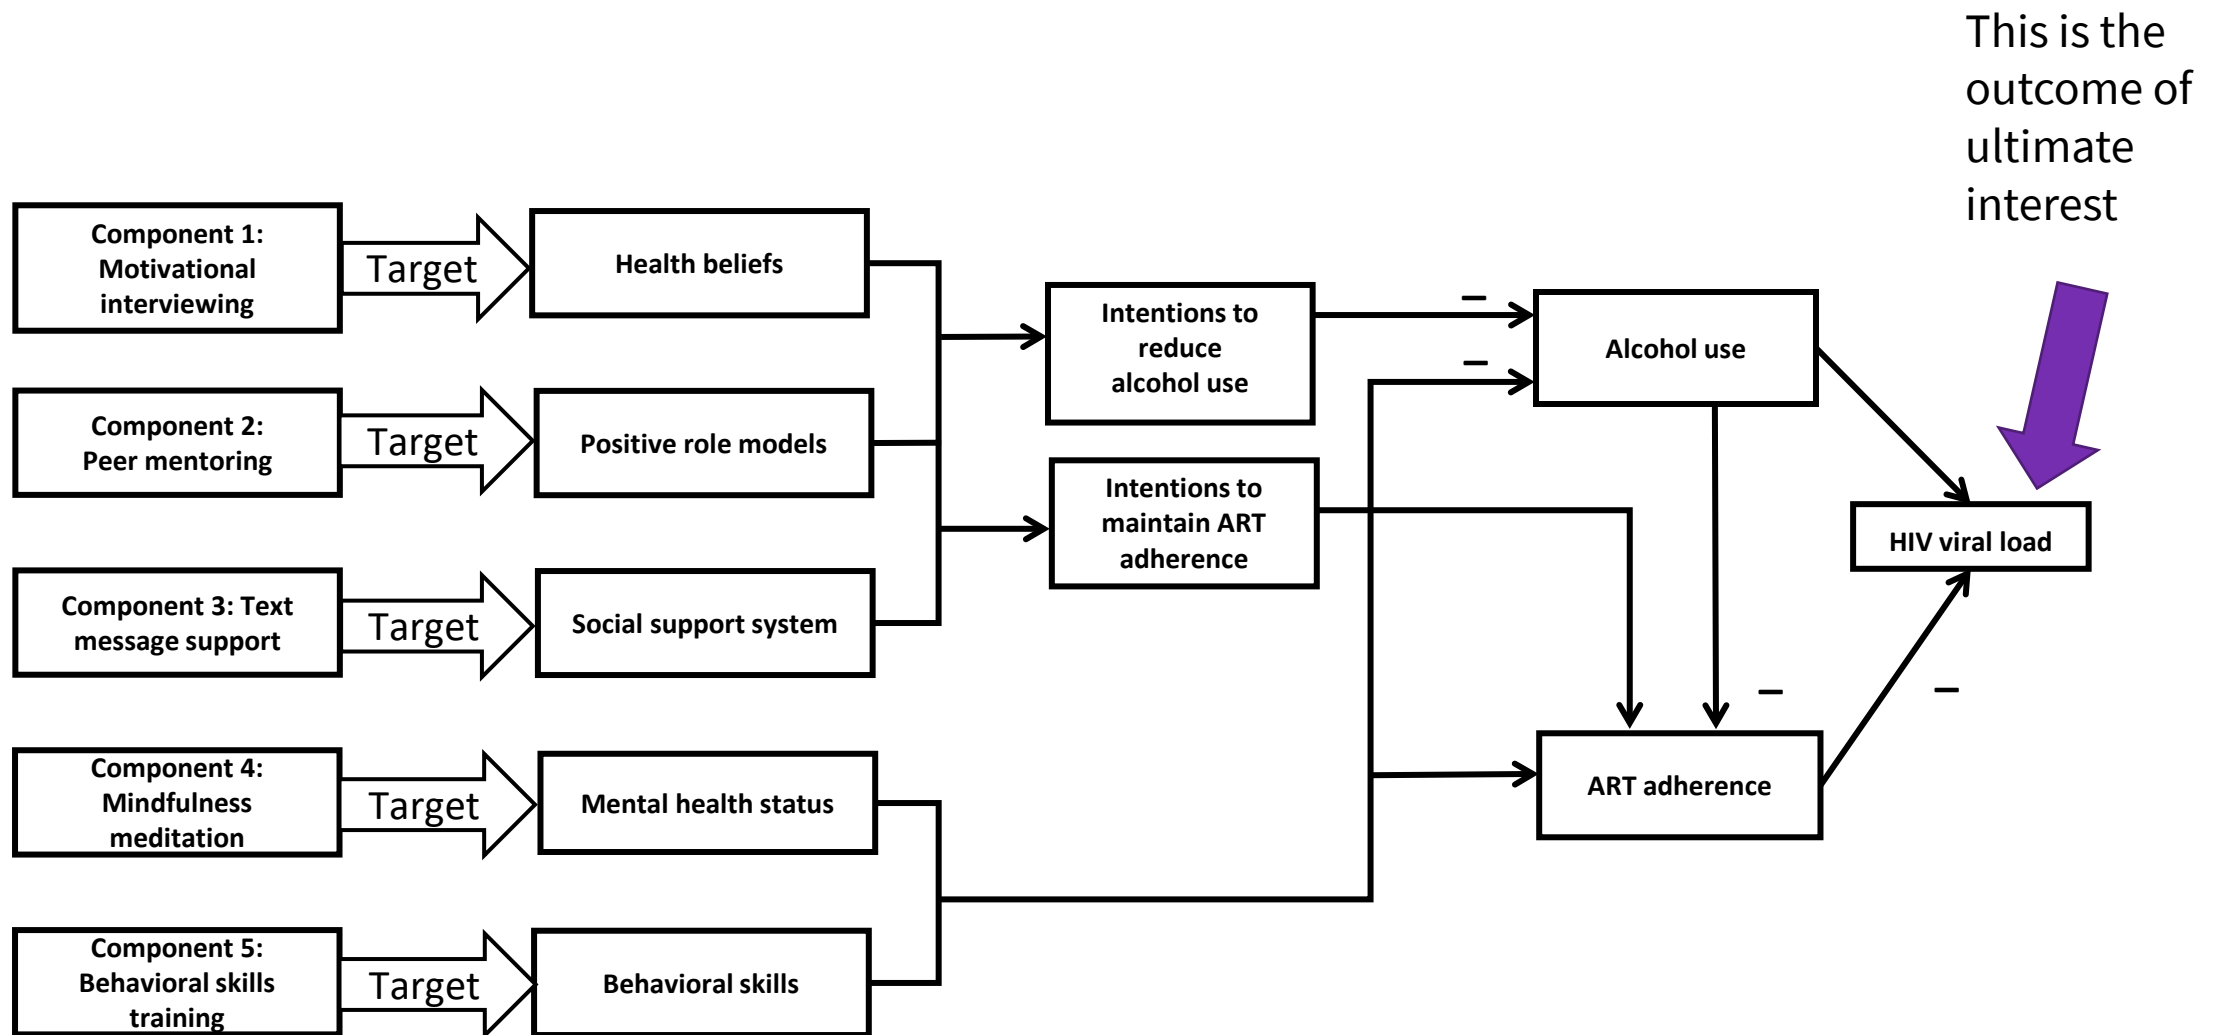 This is the
outcome of
ultimate
interest
Component 1:
Motivational
interviewing
Target
Health beliefs
Component 2:
Peer mentoring
Target
Positive role models
Component 3: Text
message support
Target
Social support system
Component 4:
Mindfulness
meditation
Target
Mental health status
Component 5:
Behavioral skills
training
Target
Behavioral skills
Intentions to
reduce
alcohol use
Intentions to
maintain ART
adherence
–
–
Alcohol use
–
ART adherence
–
HIV viral load